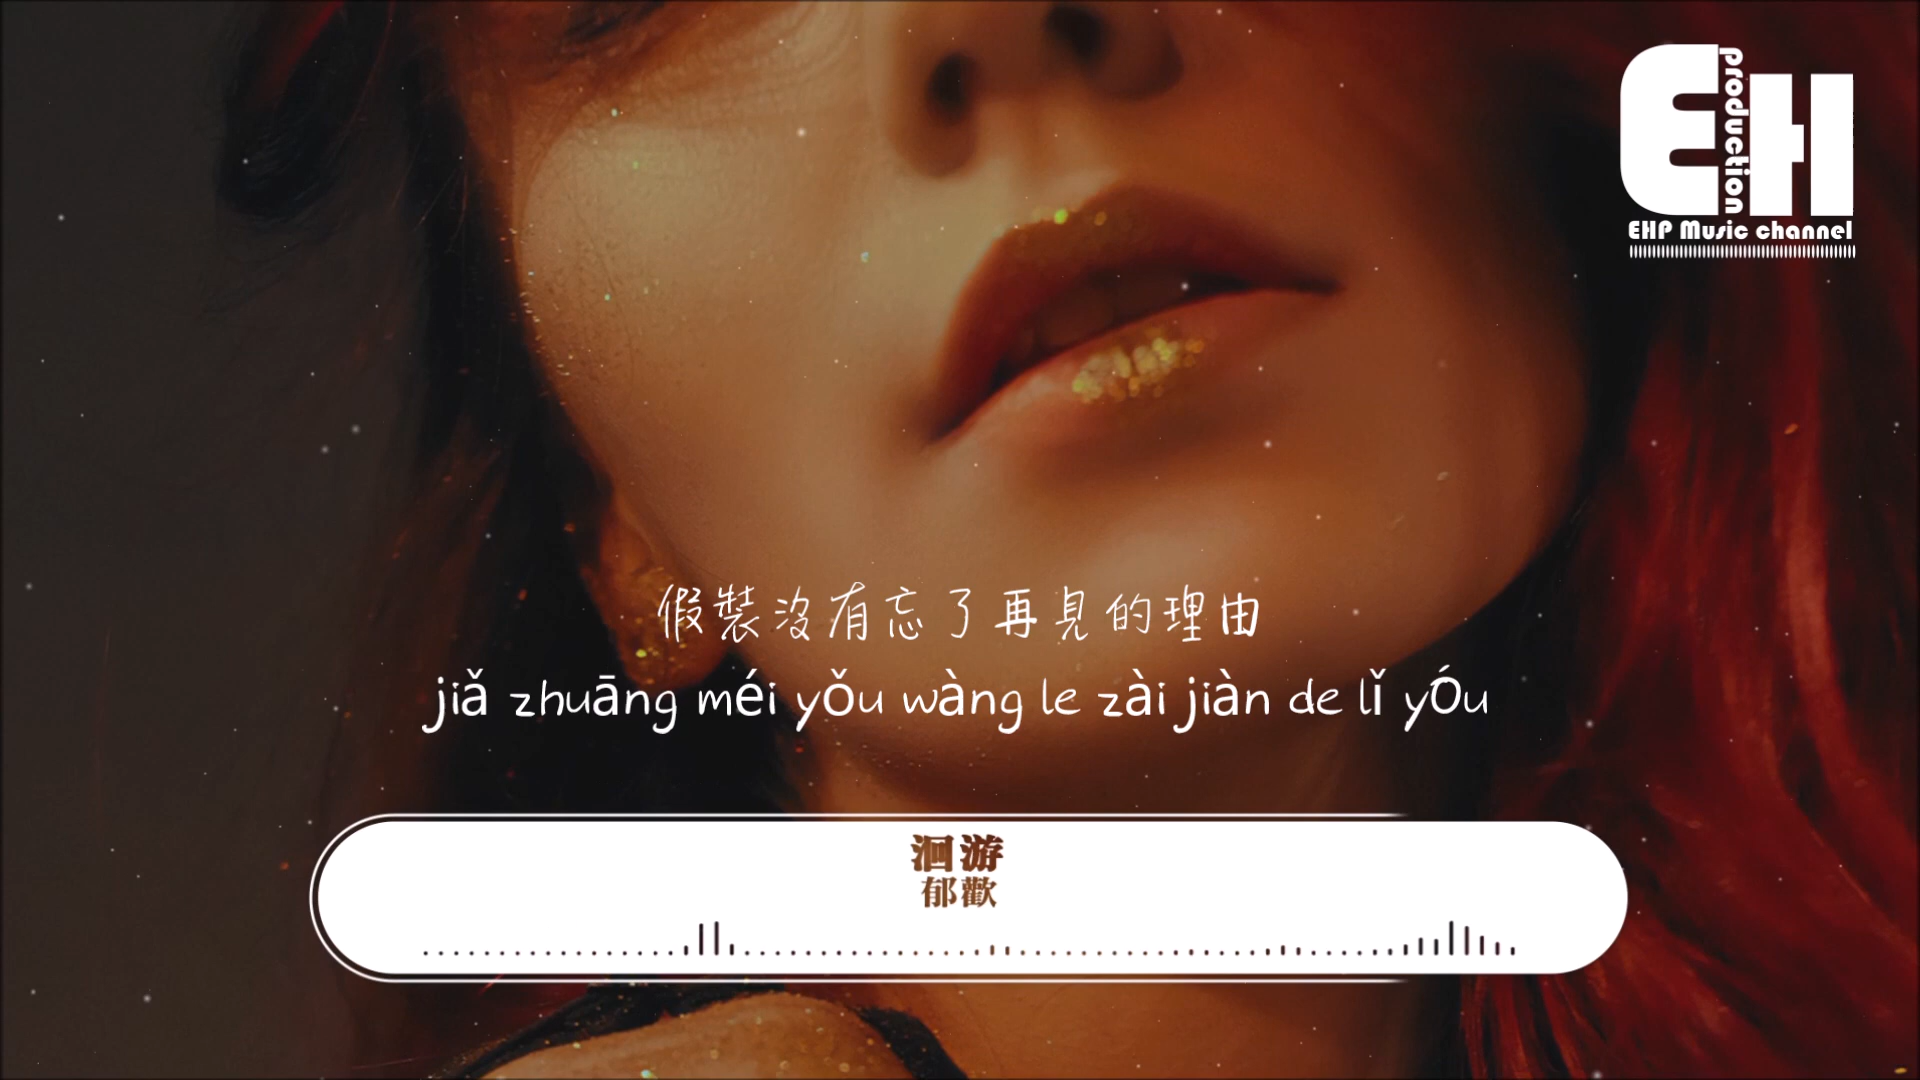 EH
production
EHP Music channel
假裝沒有忘了再見的理由
jiǎ zhuāng méi yǒu wàng le zài jiàn de lǐ yóu
洄游
郁歡